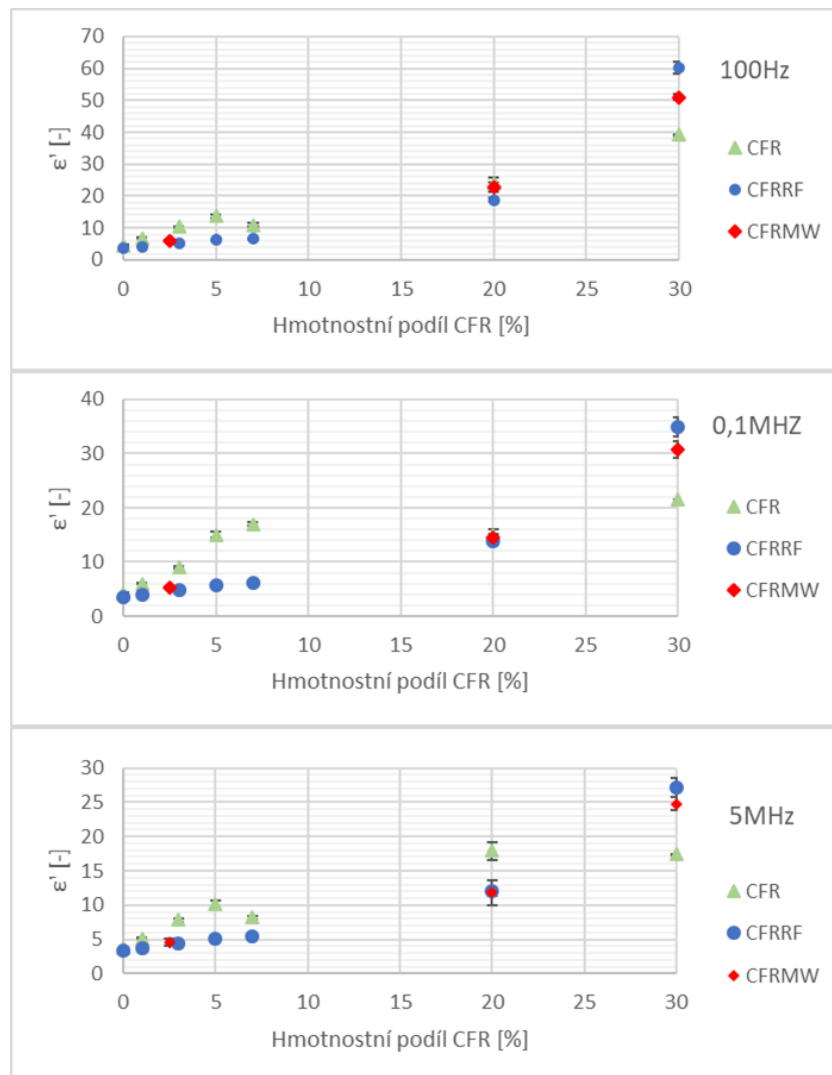 70
60
50
40
30
20
10
0
ε' [-]
0 5 10 15 20 25 30
Hmotnostní podíl CFR [%]
100Hz
CFR
CFRRF
CFRMW
40
30
20
10
0
ε' [-]
0 5 10 15 20 25 30
Hmotnostní podíl CFR [%]
0,1MHZ
CFR
CFRRF
CFRMW
30
25
20
15
10
5
0
ε' [-]
0 5 10 15 20 25 30
Hmotnostní podíl CFR [%]
5MHz
CFR
CFRRF
CFRMW